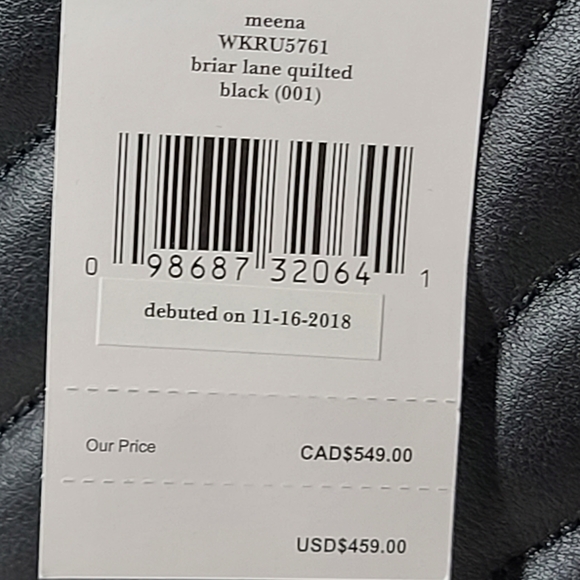 meena
WKRU5761
briar lane quilted
black (001)
0 98687 32064 1
debuted on 11-16-2018
Our Price CAD$549.00
USD$459.00